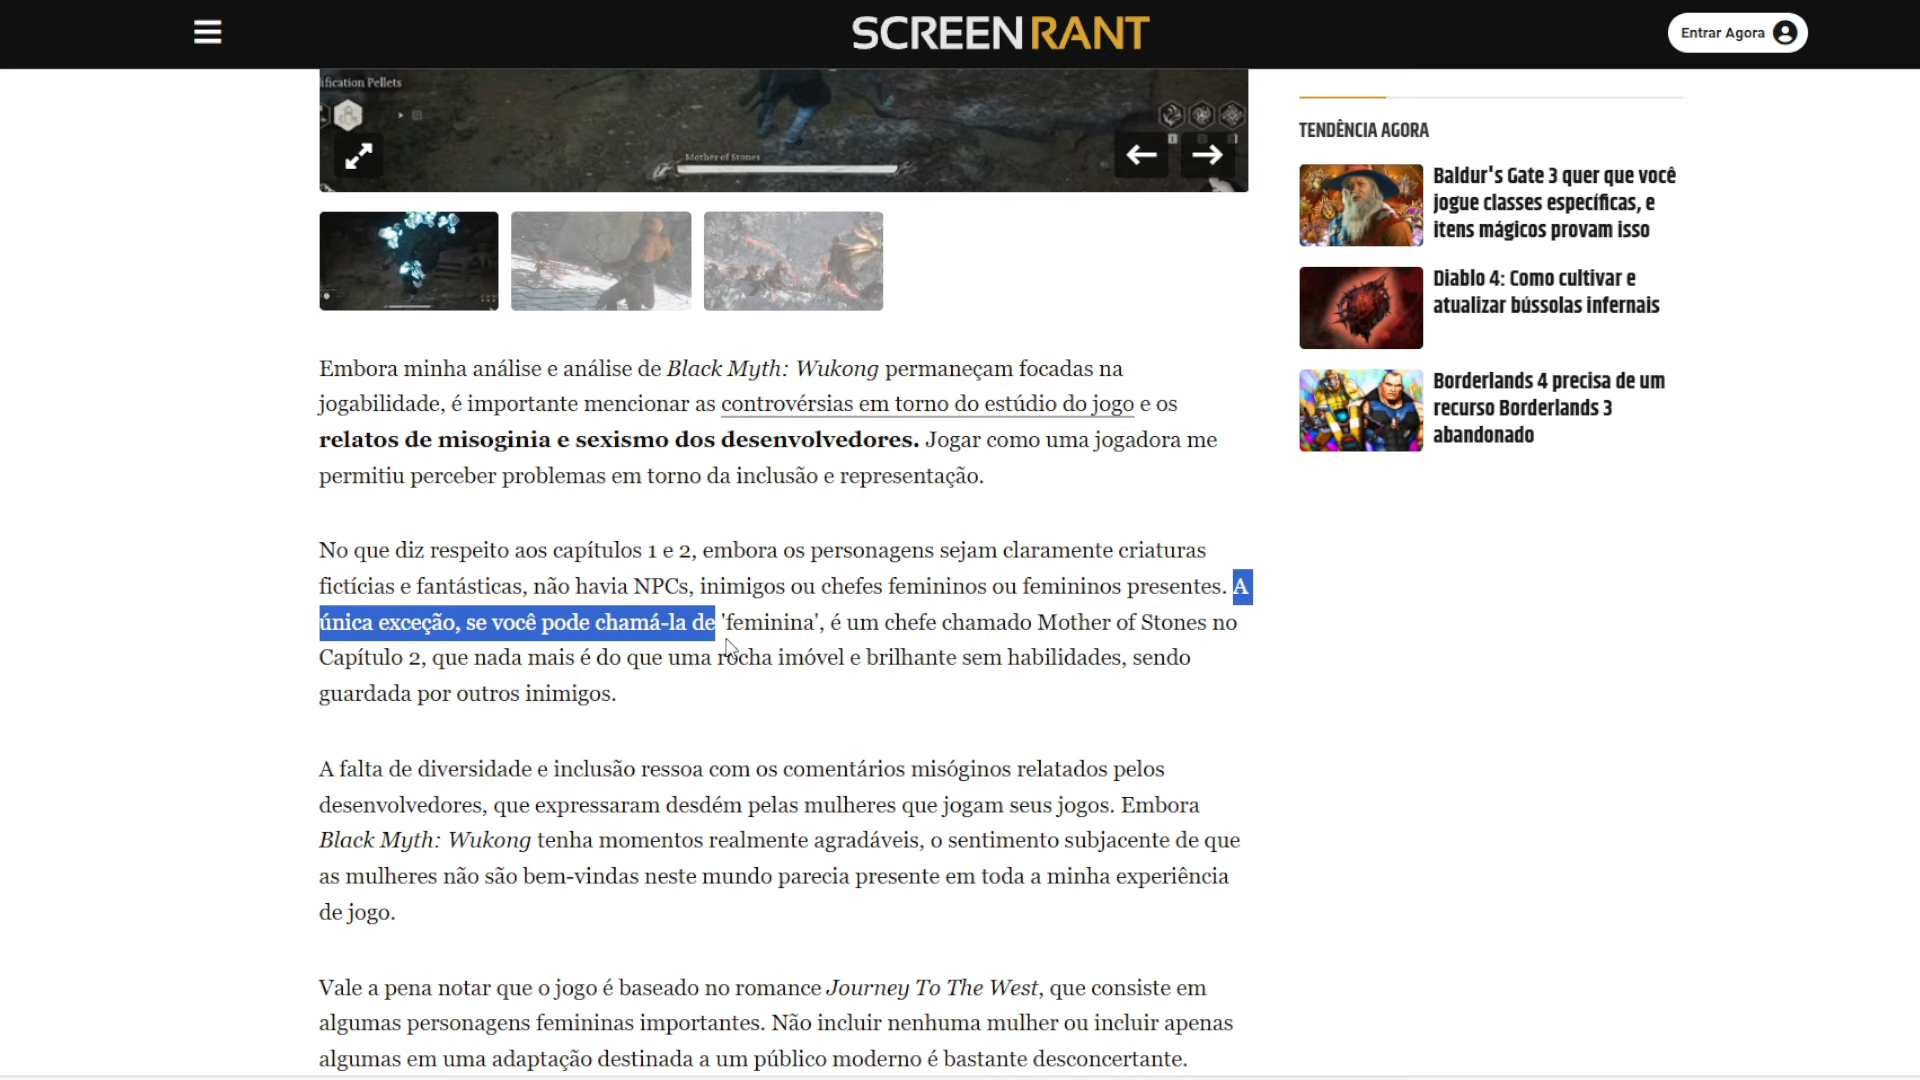 SCREENRANT
Entrar Agora
ification Pellets
Mother of Stones
TENDÊNCIA AGORA
Baldur's Gate 3 quer que você
jogue classes específicas, e
itens mágicos provam isso
Diablo 4: Como cultivar e
atualizar bússolas infernais
Borderlands 4 precisa de um
recurso Borderlands 3
abandonado
Embora minha análise e análise de Black Myth: Wukong permaneçam focadas na
jogabilidade, é importante mencionar as controvérsias em torno do estúdio do jogo e os
relatos de misoginia e sexismo dos desenvolvedores. Jogar como uma jogadora me
permitiu perceber problemas em torno da inclusão e representação.
No que diz respeito aos capítulos 1 e 2, embora os personagens sejam claramente criaturas
fictícias e fantásticas, não havia NPCs, inimigos ou chefes femininos ou femininos presentes. A
única exceção, se você pode chamá-la de 'feminina', é um chefe chamado Mother of Stones no
Capítulo 2, que nada mais é do que uma rocha imóvel e brilhante sem habilidades, sendo
guardada por outros inimigos.
A falta de diversidade e inclusão ressoa com os comentários misóginos relatados pelos
desenvolvedores, que expressaram desdém pelas mulheres que jogam seus jogos. Embora
Black Myth: Wukong tenha momentos realmente agradáveis, o sentimento subjacente de que
as mulheres não são bem-vindas neste mundo parecia presente em toda a minha experiência
de jogo.
Vale a pena notar que o jogo é baseado no romance Journey To The West, que consiste em
algumas personagens femininas importantes. Não incluir nenhuma mulher ou incluir apenas
algumas em uma adaptação destinada a um público moderno é bastante desconcertante.